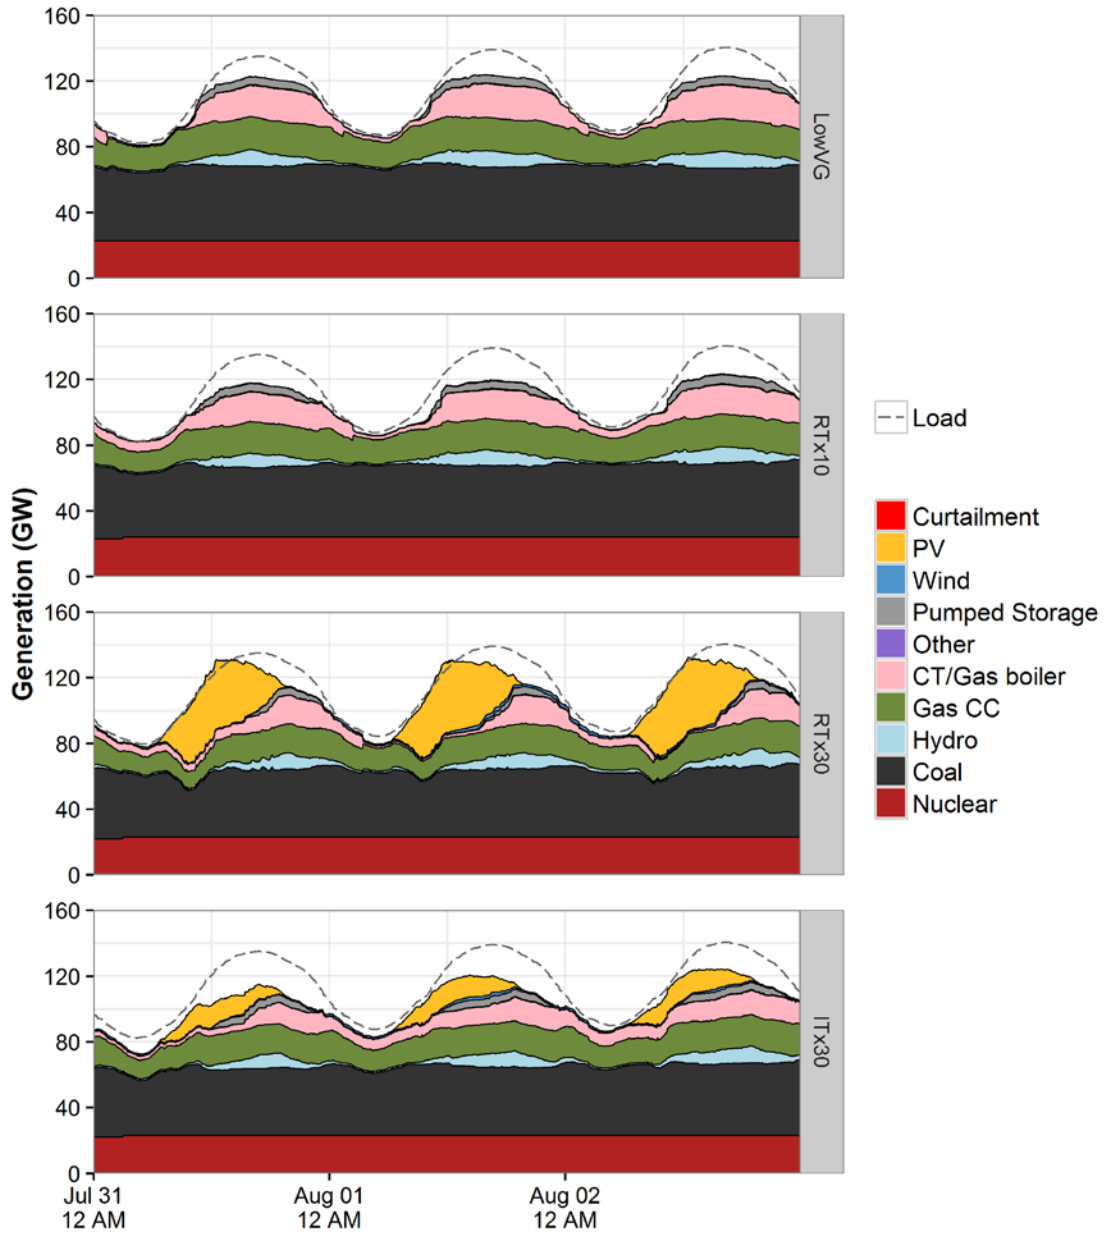 Generation (GW)
160
120
80
40
0
LowVG
160
120
80
40
0
RTx10
160
120
80
40
0
RTx30
160
120
80
40
0
ITx30
Jul 31
12 AM
Aug 01
12 AM
Aug 02
12 AM
Load
Curtailment
PV
Wind
Pumped Storage
Other
CT/Gas boiler
Gas CC
Hydro
Coal
Nuclear